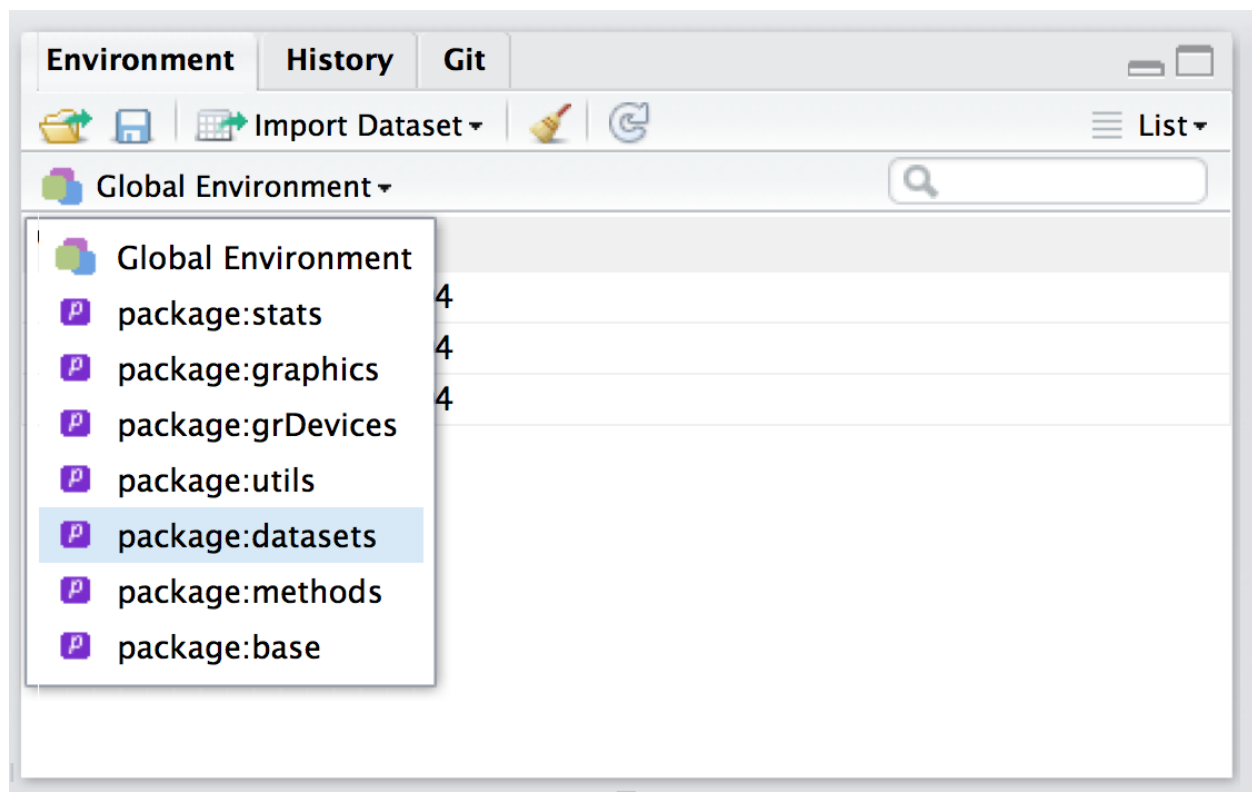 Environment History Git
Import Dataset List
Global Environment
Global Environment
4
package:stats
4
package:graphics
4
package:grDevices
package:utils
package:datasets
package:methods
package:base